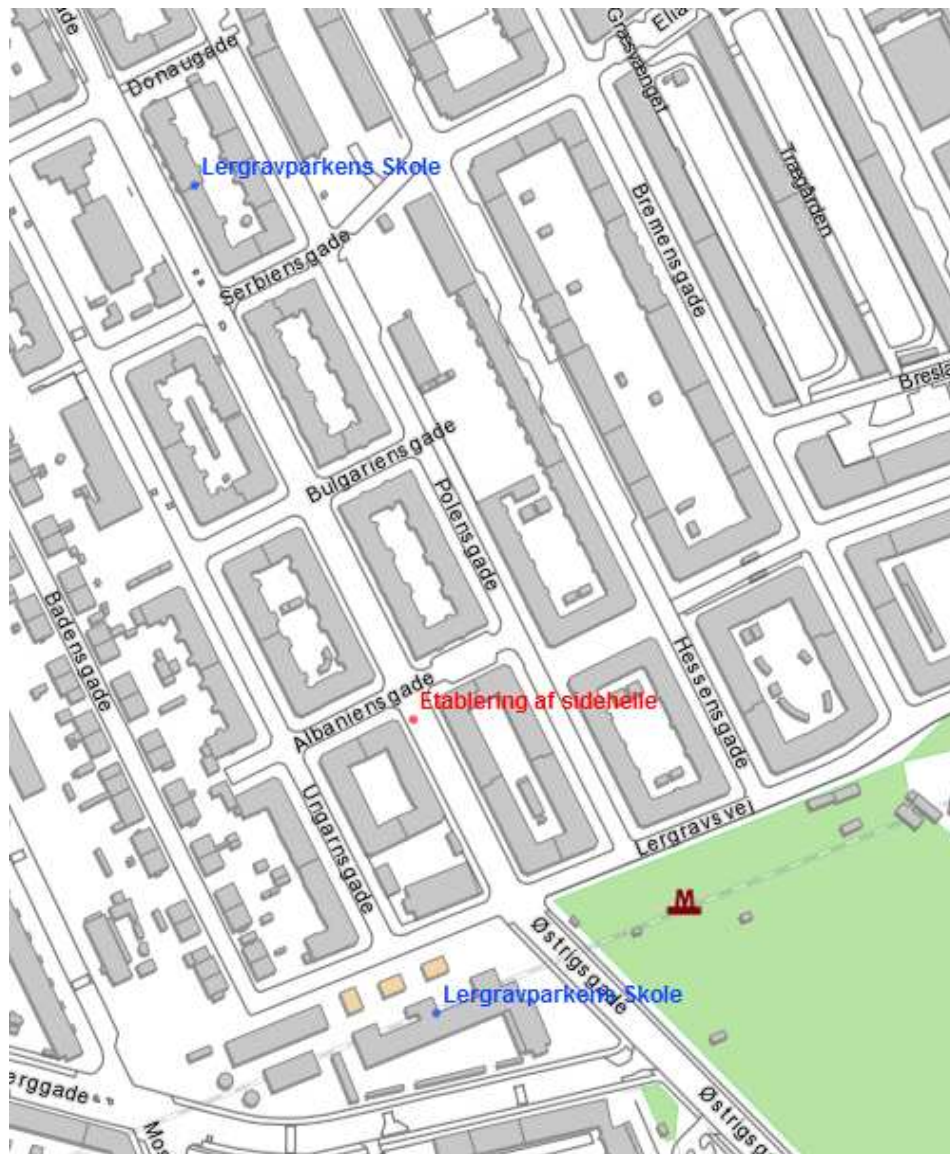 Donaugade
Græsvænget
Lergravparkens Skole
Trægården
Bremensgade
Serbiensgade
Bulgariensgade
Polensgade
Badensgade
Hessensgade
Albaniensgade
Etablering af sidehelle
Ungarnsgade
Lergravsvej
M
Østrigsgade
Lergravparkens Skole